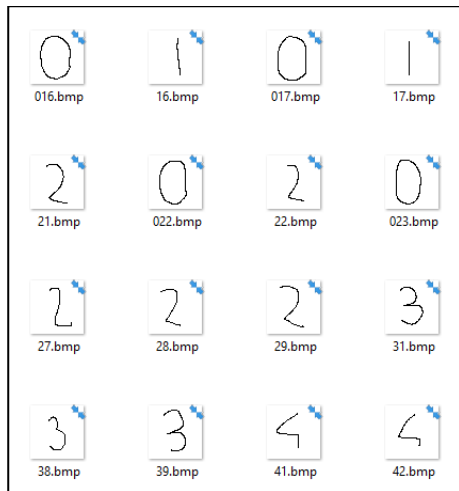 0 1 0 1
016.bmp 16.bmp 017.bmp 17.bmp
2 0 2 0
21.bmp 022.bmp 22.bmp 023.bmp
2 2 2 3
27.bmp 28.bmp 29.bmp 31.bmp
3 3 4 4
38.bmp 39.bmp 41.bmp 42.bmp